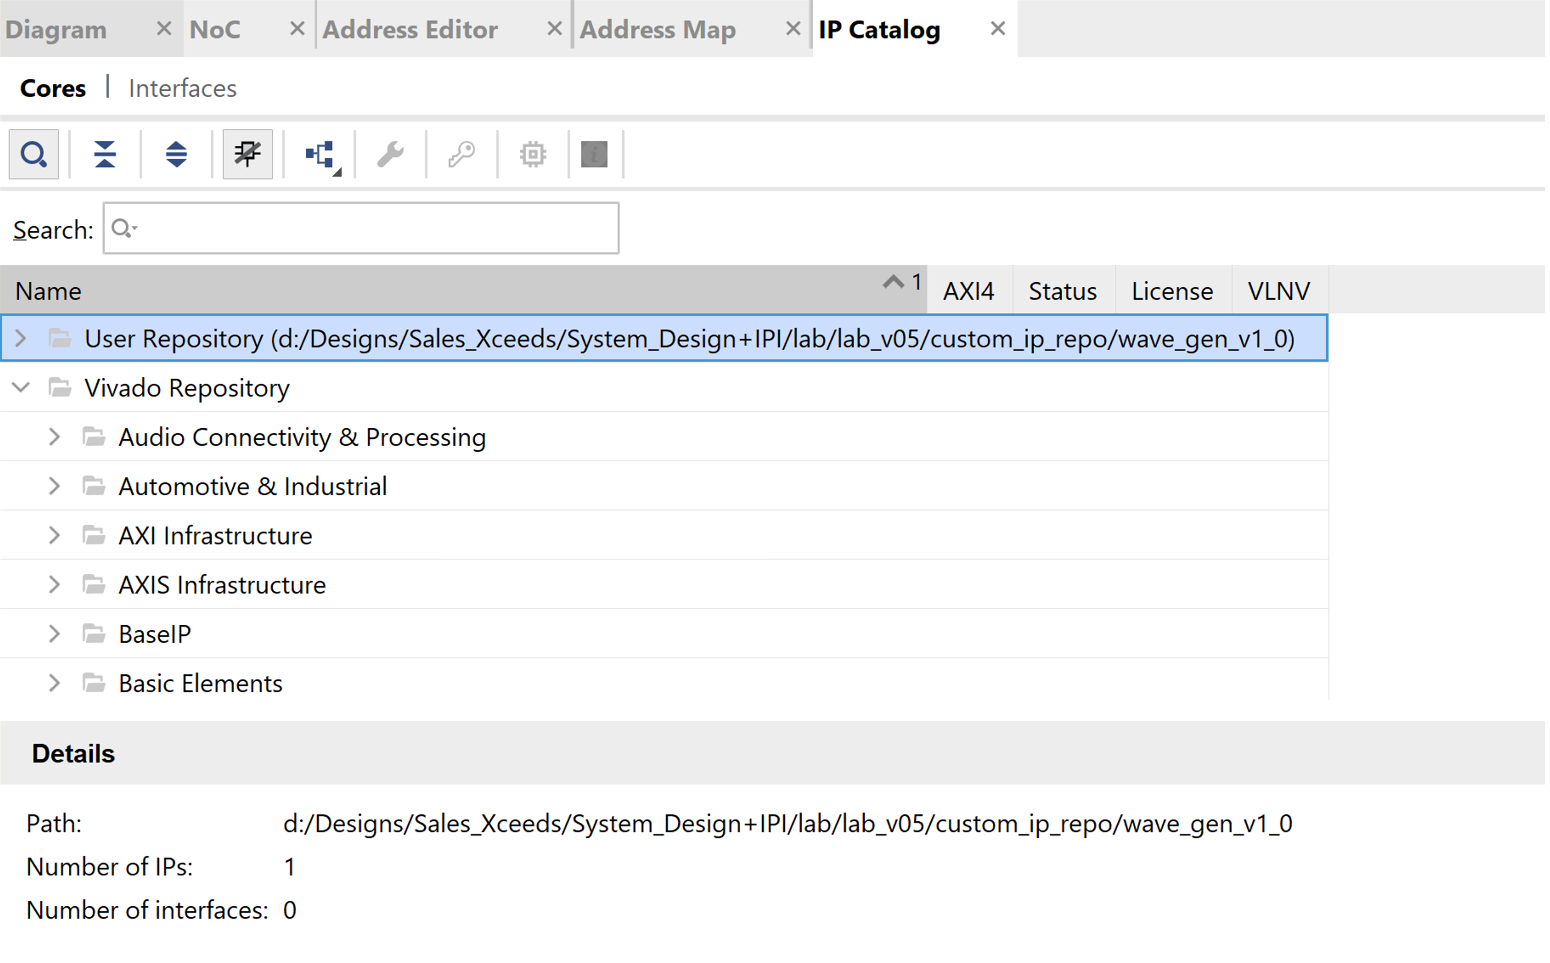 Diagram NoC Address Editor Address Map IP Catalog
Cores | Interfaces
Search:
Name 1 AXI4 Status License VLNV
User Repository (d:/Designs/Sales_Xceeds/System_Design+IPI/lab/lab_v05/custom_ip_repo/wave_gen_v1_0)
Vivado Repository
Audio Connectivity & Processing
Automotive & Industrial
AXI Infrastructure
AXIS Infrastructure
BaseIP
Basic Elements
Details
Path: d:/Designs/Sales_Xceeds/System_Design+IPI/lab/lab_v05/custom_ip_repo/wave_gen_v1_0
Number of IPs: 1
Number of interfaces: 0